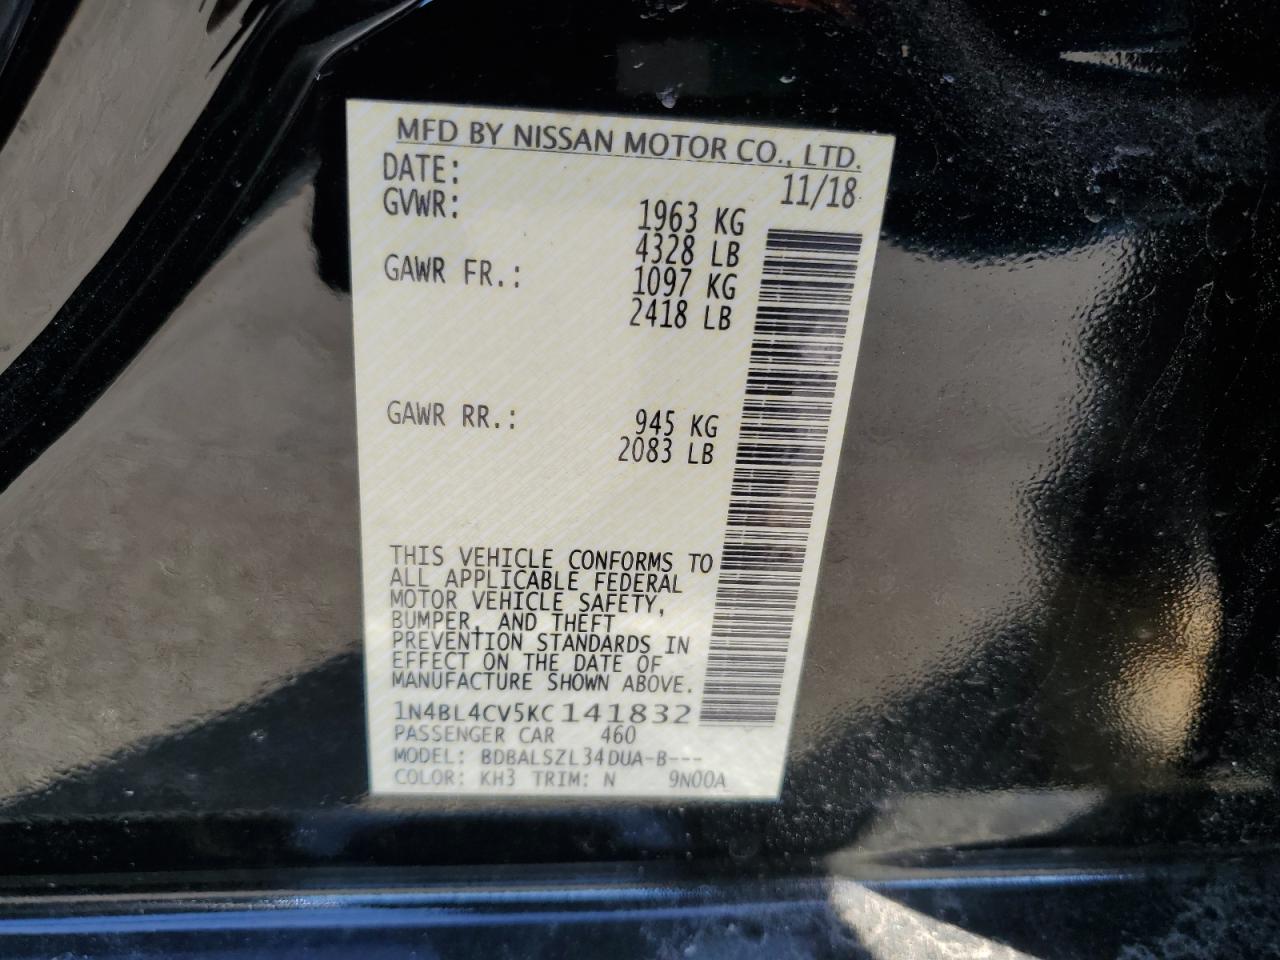 MFD BY NISSAN MOTOR CO., LTD.
DATE: 11/18
GVWR: 1963 KG
4328 LB
GAWR FR.: 1097 KG
2418 LB
GAWR RR.: 945 KG
2083 LB
THIS VEHICLE CONFORMS TO
ALL APPLICABLE FEDERAL
MOTOR VEHICLE SAFETY,
BUMPER, AND THEFT
PREVENTION STANDARDS IN
EFFECT ON THE DATE OF
MANUFACTURE SHOWN ABOVE.
1N4BL4CV5KC141832
PASSENGER CAR 460
MODEL: BDBALSZL34DUA-B---
COLOR: KH3 TRIM: N 9N00A